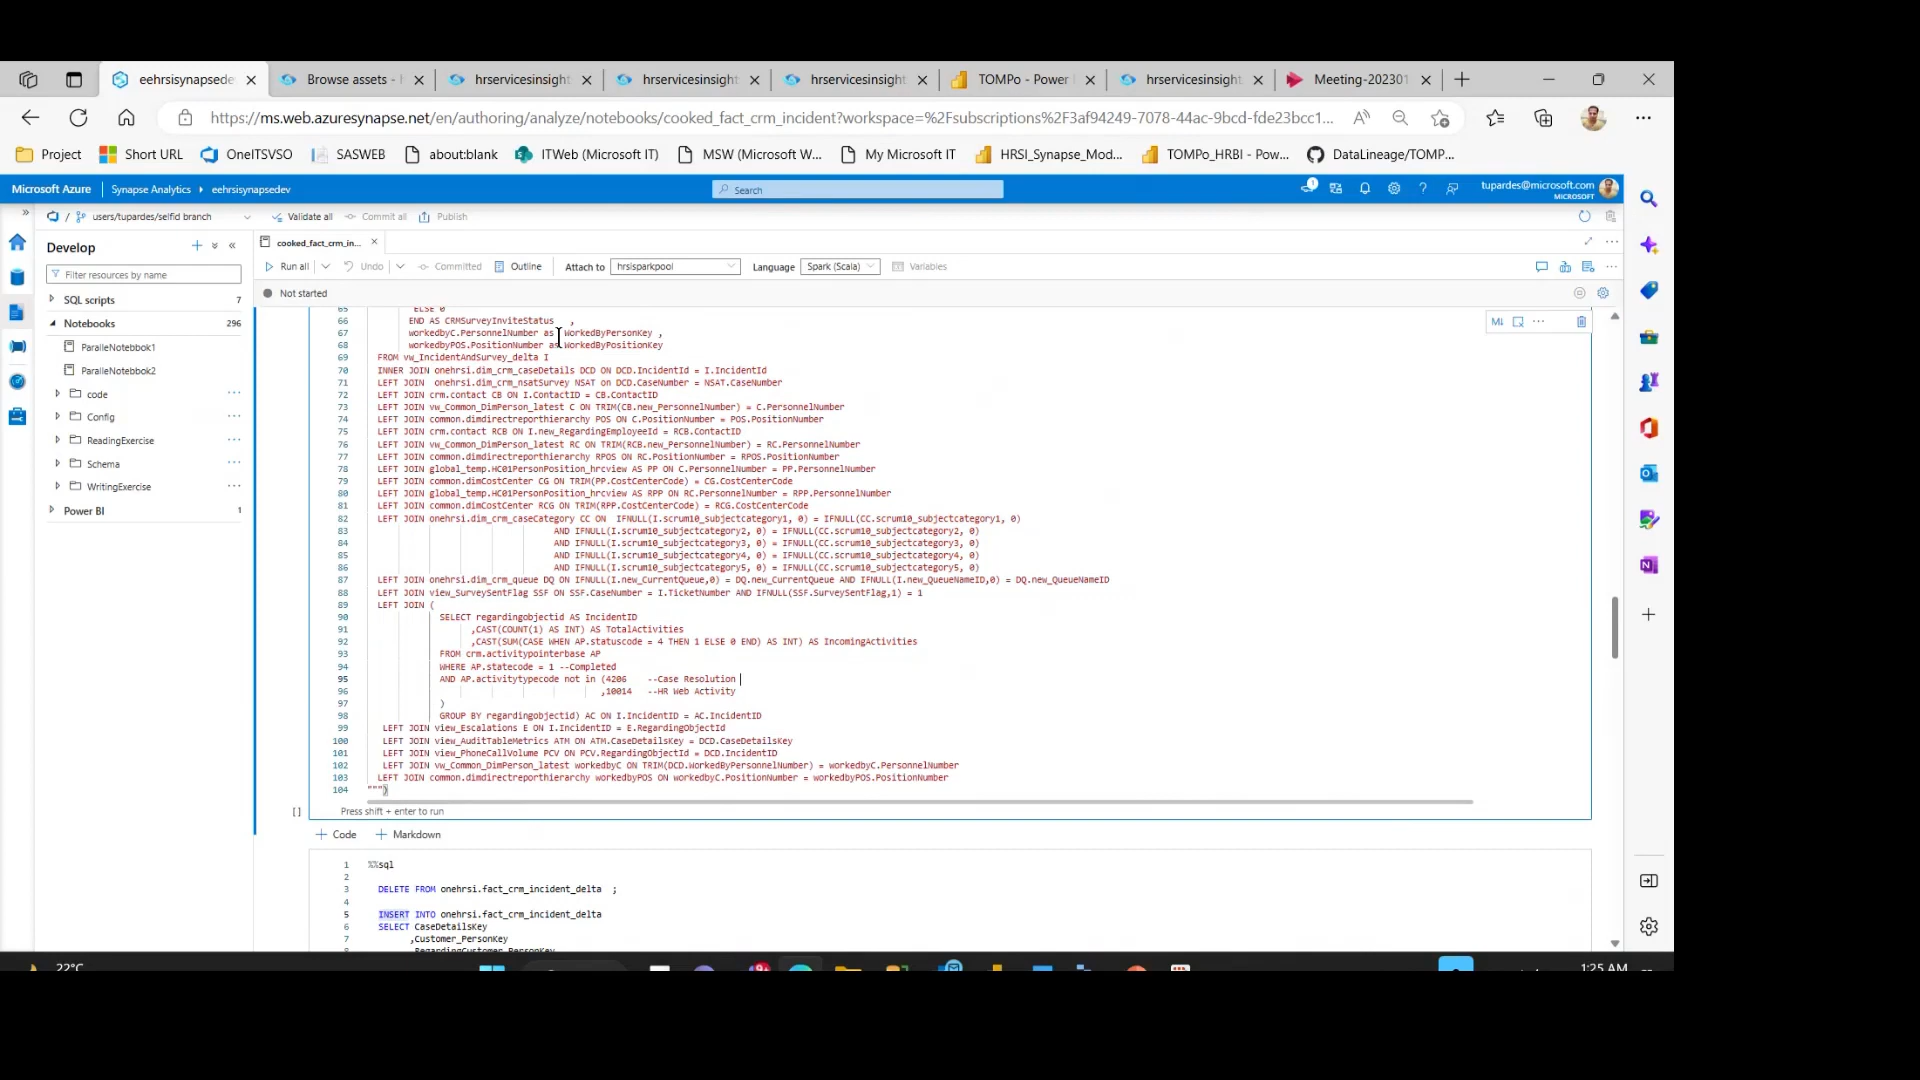 eehrsisynapsede
Browse assets -
hrservicesinsight
hrservicesinsight
hrservicesinsight
TOMPo - Power
hrservicesinsight
Meeting-202301
https://ms.web.azuresynapse.net/en/authoring/analyze/notebooks/cooked_fact_crm_incident?workspace=%2Fsubscriptions%2F3af94249-7078-44ac-9bcd-fde23bcc1...
Project
Short URL
OneITSVSO
SASWEB
about:blank
ITWeb (Microsoft IT)
MSW (Microsoft W...
My Microsoft IT
HRSI_Synapse_Mod...
TOMPo_HRBI - Pow...
DataLineage/TOMP...
Microsoft Azure
Synapse Analytics
eehrsisynapsedev
Search
1
tupardes@microsoft.com
MICROSOFT
/ users/tupardes/selfid branch
Validate all
Commit all
Publish
Develop
cooked_fact_crm_in...
Filter resources by name
Run all
Undo
Committed
Outline
Attach to
hrsisparkpool
Language
Spark (Scala)
Variables
Not started
SQL scripts 7
Notebooks 296
ParalleNotebbok1
ParalleNotebbok2
code
Config
ReadingExercise
Schema
WritingExercise
Power BI 1
65 ELSE 0
66 END AS CRMSurveyInviteStatus ,
67 workedbyC.PersonnelNumber as WorkedByPersonKey ,
68 workedbyPOS.PositionNumber as WorkedByPositionKey
69 FROM vw_IncidentAndSurvey_delta I
70 INNER JOIN onehrsi.dim_crm_caseDetails DCD ON DCD.IncidentId = I.IncidentId
71 LEFT JOIN onehrsi.dim_crm_nsatSurvey NSAT on DCD.CaseNumber = NSAT.CaseNumber
72 LEFT JOIN crm.contact CB ON I.ContactID = CB.ContactID
73 LEFT JOIN vw_Common_DimPerson_latest C ON TRIM(CB.new_PersonnelNumber) = C.PersonnelNumber
74 LEFT JOIN common.dimdirectreporthierarchy POS ON C.PositionNumber = POS.PositionNumber
75 LEFT JOIN crm.contact RCB ON I.new_RegardingEmployeeId = RCB.ContactID
76 LEFT JOIN vw_Common_DimPerson_latest RC ON TRIM(RCB.new_PersonnelNumber) = RC.PersonnelNumber
77 LEFT JOIN common.dimdirectreporthierarchy RPOS ON RC.PositionNumber = RPOS.PositionNumber
78 LEFT JOIN global_temp.HC01PersonPosition_hrcview AS PP ON C.PersonnelNumber = PP.PersonnelNumber
79 LEFT JOIN common.dimCostCenter CG ON TRIM(PP.CostCenterCode) = CG.CostCenterCode
80 LEFT JOIN global_temp.HC01PersonPosition_hrcview AS RPP ON RC.PersonnelNumber = RPP.PersonnelNumber
81 LEFT JOIN common.dimCostCenter RCG ON TRIM(RPP.CostCenterCode) = RCG.CostCenterCode
82 LEFT JOIN onehrsi.dim_crm_caseCategory CC ON IFNULL(I.scrum10_subjectcategory1, 0) = IFNULL(CC.scrum10_subjectcategory1, 0)
83 AND IFNULL(I.scrum10_subjectcategory2, 0) = IFNULL(CC.scrum10_subjectcategory2, 0)
84 AND IFNULL(I.scrum10_subjectcategory3, 0) = IFNULL(CC.scrum10_subjectcategory3, 0)
85 AND IFNULL(I.scrum10_subjectcategory4, 0) = IFNULL(CC.scrum10_subjectcategory4, 0)
86 AND IFNULL(I.scrum10_subjectcategory5, 0) = IFNULL(CC.scrum10_subjectcategory5, 0)
87 LEFT JOIN onehrsi.dim_crm_queue DQ ON IFNULL(I.new_CurrentQueue,0) = DQ.new_CurrentQueue AND IFNULL(I.new_QueueNameID,0) = DQ.new_QueueNameID
88 LEFT JOIN view_SurveySentFlag SSF ON SSF.CaseNumber = I.TicketNumber AND IFNULL(SSF.SurveySentFlag,1) = 1
89 LEFT JOIN (
90 SELECT regardingobjectid AS IncidentID
91 ,CAST(COUNT(1) AS INT) AS TotalActivities
92 ,CAST(SUM(CASE WHEN AP.statuscode = 4 THEN 1 ELSE 0 END) AS INT) AS IncomingActivities
93 FROM crm.activitypointerbase AP
94 WHERE AP.statecode = 1 --Completed
95 AND AP.activitytypecode not in (4206 --Case Resolution
96 ,10014 --HR Web Activity
97 )
98 GROUP BY regardingobjectid) AC ON I.IncidentID = AC.IncidentID
99 LEFT JOIN view_Escalations E ON I.IncidentID = E.RegardingObjectId
100 LEFT JOIN view_AuditTableMetrics ATM ON ATM.CaseDetailsKey = DCD.CaseDetailsKey
101 LEFT JOIN view_PhoneCallVolume PCV ON PCV.RegardingObjectId = DCD.IncidentID
102 LEFT JOIN vw_Common_DimPerson_latest workedbyC ON TRIM(DCD.WorkedByPersonnelNumber) = workedbyC.PersonnelNumber
103 LEFT JOIN common.dimdirectreporthierarchy workedbyPOS ON workedbyC.PositionNumber = workedbyPOS.PositionNumber
104 """)
[ ] Press shift + enter to run
+ Code + Markdown
1 %%sql
2
3 DELETE FROM onehrsi.fact_crm_incident_delta ;
4
5 INSERT INTO onehrsi.fact_crm_incident_delta
6 SELECT CaseDetailsKey
7 ,Customer_PersonKey
8 ,RegardingCustomer_PersonKey
22°C
1:25 AM